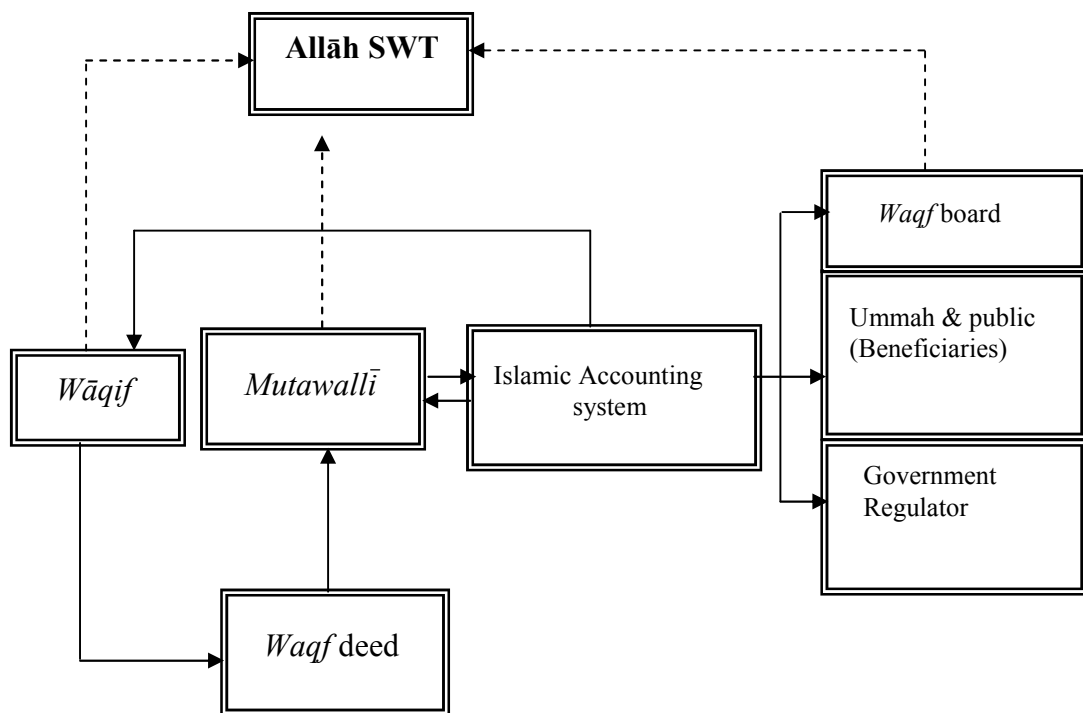 Allāh SWT
Waqf board
Ummah & public
(Beneficiaries)
Wāqif
Mutawallī
Islamic Accounting
system
Government
Regulator
Waqf deed